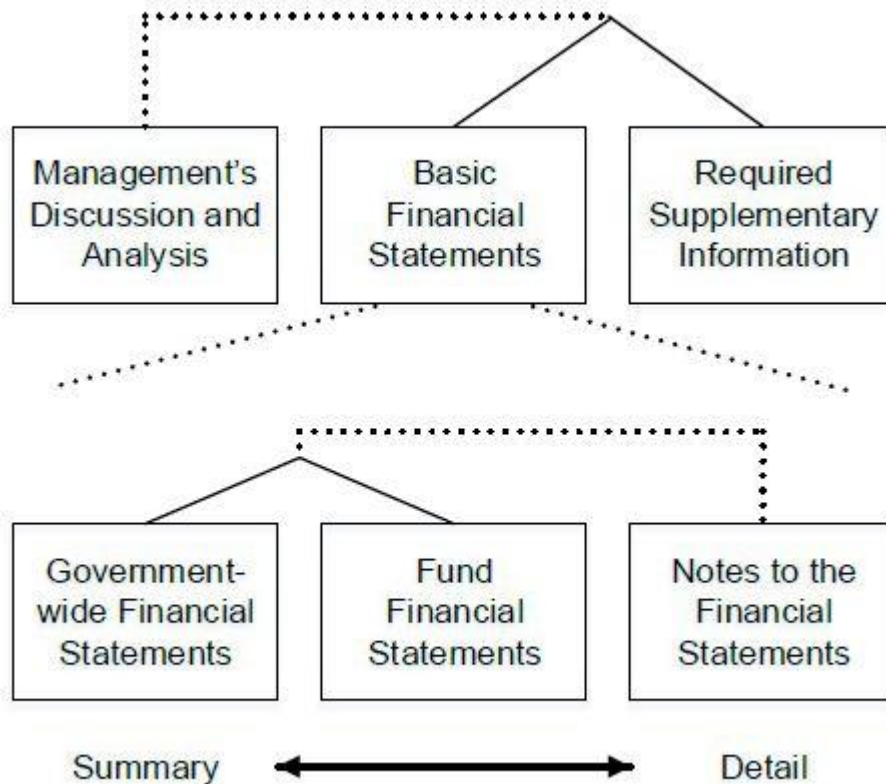 Management's
Discussion and
Analysis
Basic
Financial
Statements
Required
Supplementary
Information
Government-
wide Financial
Statements
Fund
Financial
Statements
Notes to the
Financial
Statements
Summary
Detail